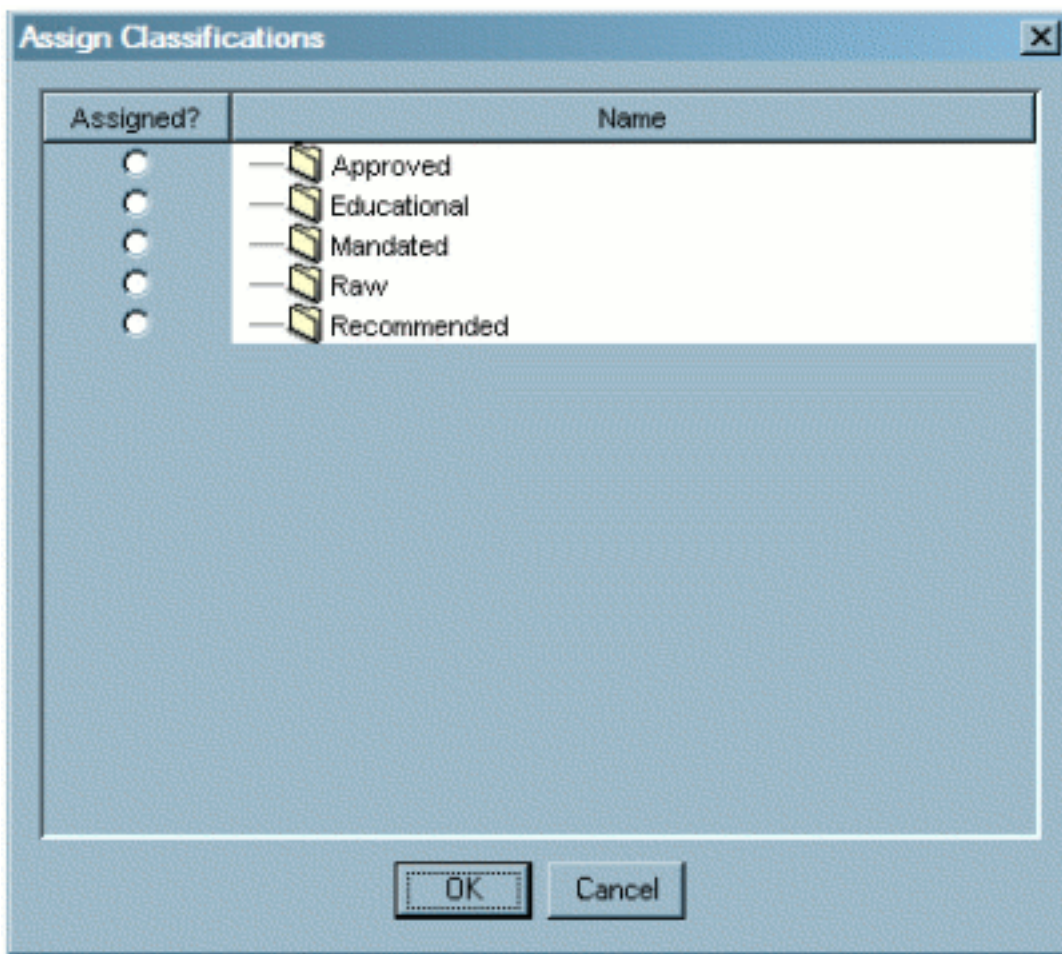 Assign Classifications
Assigned? Name
Approved
Educational
Mandated
Raw
Recommended
OK Cancel